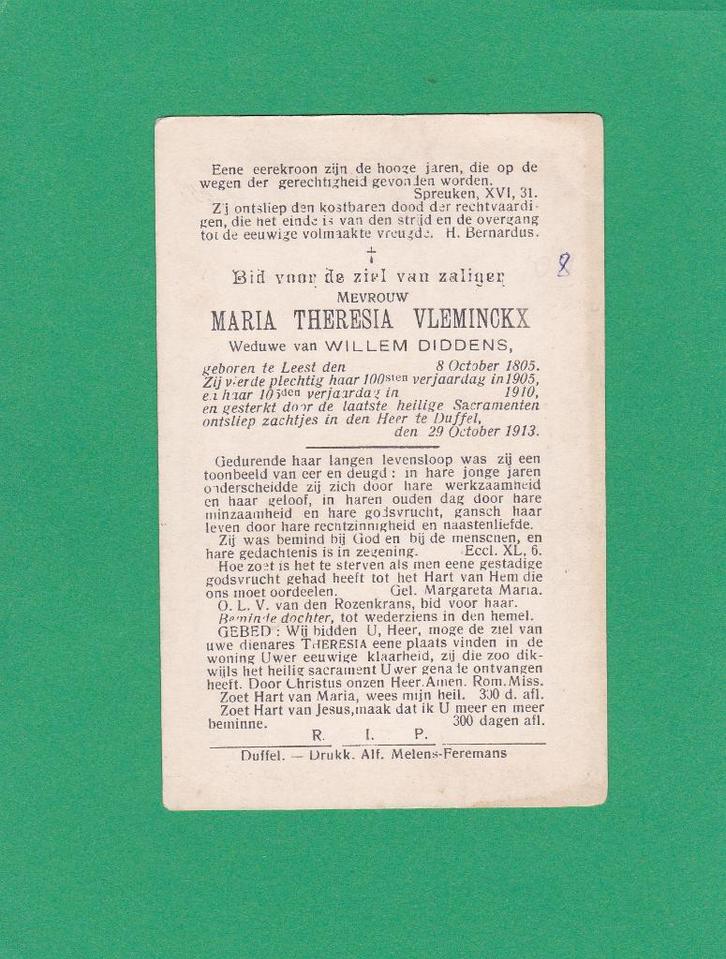 Eene eerekroon zijn de hooge jaren, die op de
wegen der gerechtigheid gevonden worden.
Spreuken, XVI, 31.
Zij ontsliep den kostbaren dood der rechtvaardi-
gen, die het einde is van den strijd en de overgang
tot de eeuwige volmaakte vreugde. H. Bernardus.
Bid voor de ziel van zaliger
MEVROUW
MARIA THERESIA VLEMINCKX
Weduwe van WILLEM DIDDENS,
geboren te Leest den 8 October 1805.
Zij vierde plechtig haar 100sten verjaardag in 1905,
en haar 105den verjaardag in 1910,
en gesterkt door de laatste heilige Sacramenten
ontsliep zachtjes in den Heer te Duffel,
den 29 October 1913.
Gedurende haar langen levensloop was zij een
toonbeeld van eer en deugd : in hare jonge jaren
onderscheidde zij zich door hare werkzaamheid
en haar geloof, in haren ouden dag door hare
minzaamheid en hare godsvrucht, gansch haar
leven door hare rechtzinnigheid en naastenliefde.
Zij was bemind bij God en bij de menschen, en
hare gedachtenis is in zegening. Eccl. XL, 6.
Hoe zoet is het te sterven als men eene gestadige
godsvrucht gehad heeft tot het Hart van Hem die
ons moet oordeelen. Gel. Margareta Maria.
O. L. V. van den Rozenkrans, bid voor haar.
Beminde dochter, tot wederziens in den hemel.
GEBED : Wij bidden U, Heer, moge de ziel van
uwe dienares THERESIA eene plaats vinden in de
woning Uwer eeuwige klaarheid, zij die zoo dik-
wijls het heilig sacrament Uwer genade ontvangen
heeft. Door Christus onzen Heer. Amen. Rom. Miss.
Zoet Hart van Maria, wees mijn heil. 300 d. afl.
Zoet Hart van Jesus, maak dat ik U meer en meer
beminne. 300 dagen afl.
R. I. P.
Duffel. — Drukk. Alf. Melens-Feremans
8